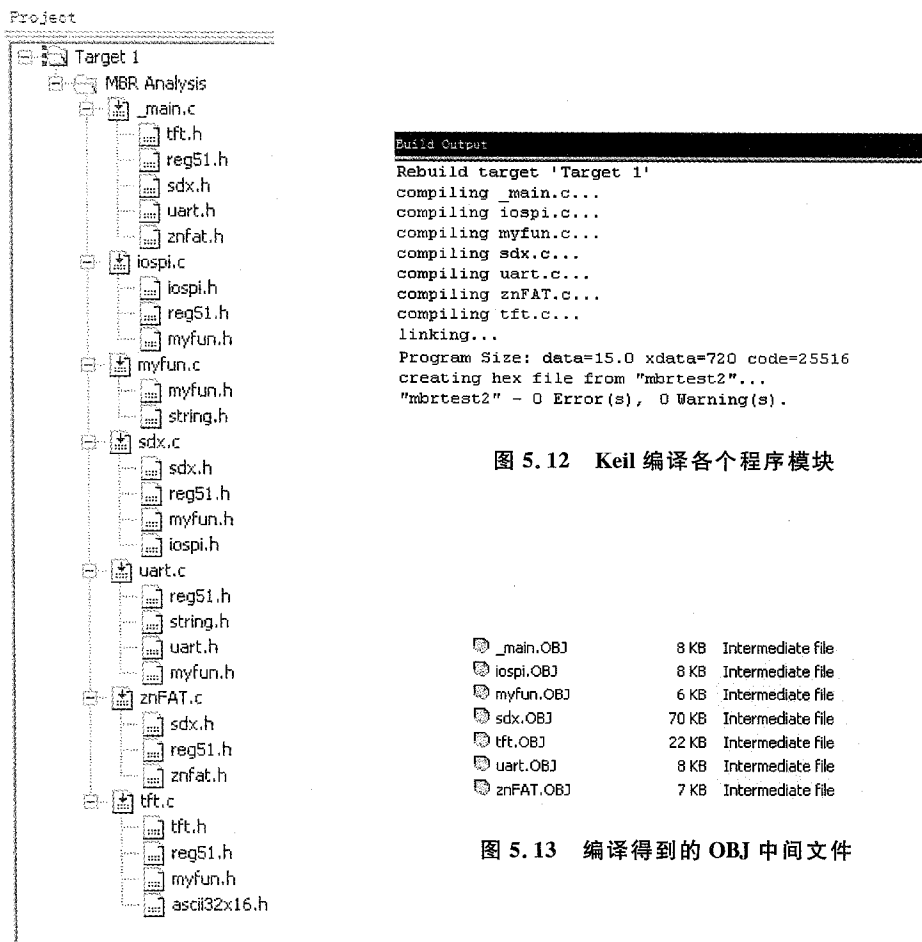 Project
Target 1
MBR Analysis
_main.c
tft.h
reg51.h
sdx.h
uart.h
znfat.h
iospi.c
iospi.h
reg51.h
myfun.h
myfun.c
myfun.h
string.h
sdx.c
sdx.h
reg51.h
myfun.h
iospi.h
uart.c
reg51.h
string.h
uart.h
myfun.h
znFAT.c
sdx.h
reg51.h
znfat.h
tft.c
tft.h
reg51.h
myfun.h
ascii32x16.h
Build Output
Rebuild target 'Target 1'
compiling _main.c...
compiling iospi.c...
compiling myfun.c...
compiling sdx.c...
compiling uart.c...
compiling znFAT.c...
compiling tft.c...
linking...
Program Size: data=15.0 xdata=720 code=25516
creating hex file from "mbrtest2"...
"mbrtest2" - 0 Error(s), 0 Warning(s).
图 5.12 Keil 编译各个程序模块
_main.OBJ 8 KB Intermediate file
iospi.OBJ 8 KB Intermediate file
myfun.OBJ 6 KB Intermediate file
sdx.OBJ 70 KB Intermediate file
tft.OBJ 22 KB Intermediate file
uart.OBJ 8 KB Intermediate file
znFAT.OBJ 7 KB Intermediate file
图 5.13 编译得到的 OBJ 中间文件